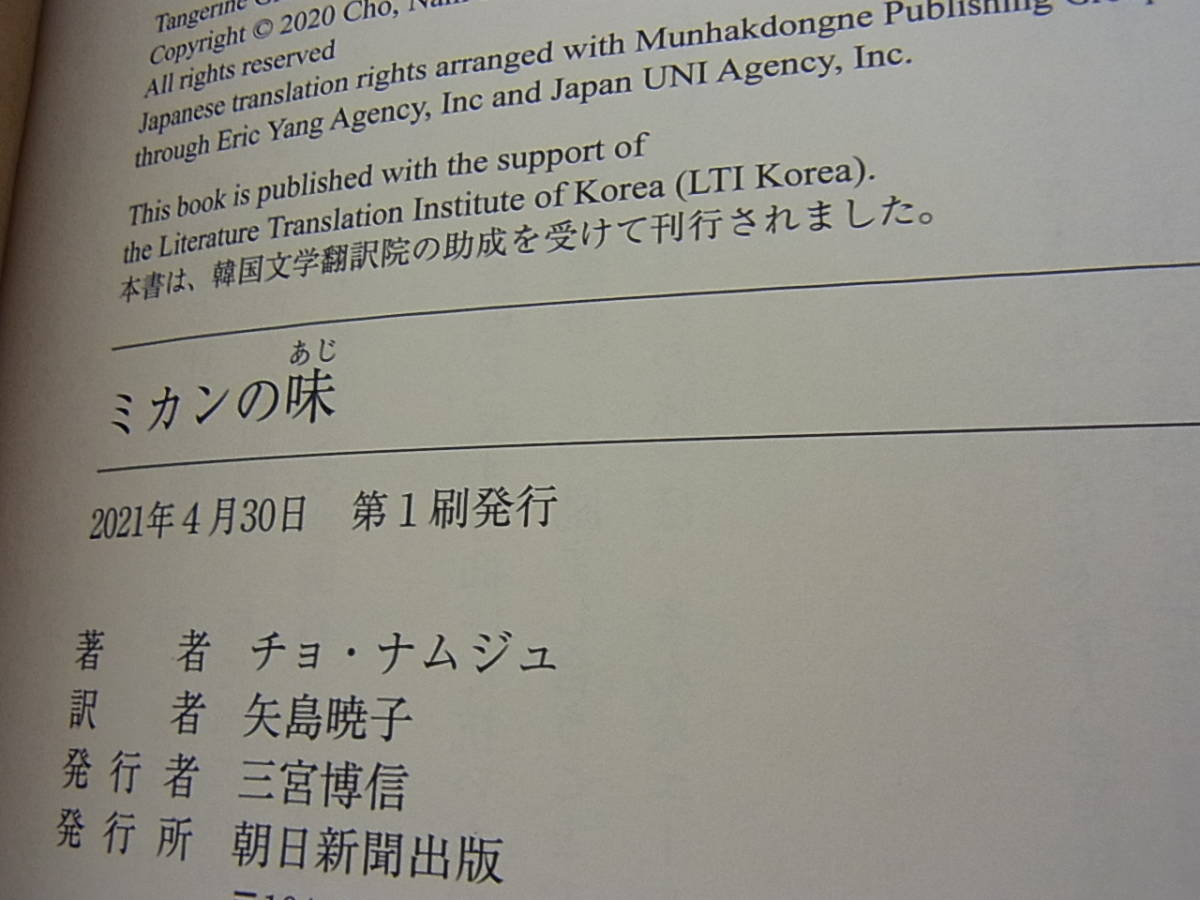 Tangerine
Copyright © 2020 Cho,
All rights reserved
Japanese translation rights arranged with Munhakdongne Publishing
through Eric Yang Agency, Inc and Japan UNI Agency, Inc.
This book is published with the support of
the Literature Translation Institute of Korea (LTI Korea).
本書は、韓国文学翻訳院の助成を受けて刊行されました。
あじ
ミカンの味
2021年4月30日 第1刷発行
著者 チョ・ナムジュ
訳者 矢島暁子
発行者 三宮博信
発行所 朝日新聞出版